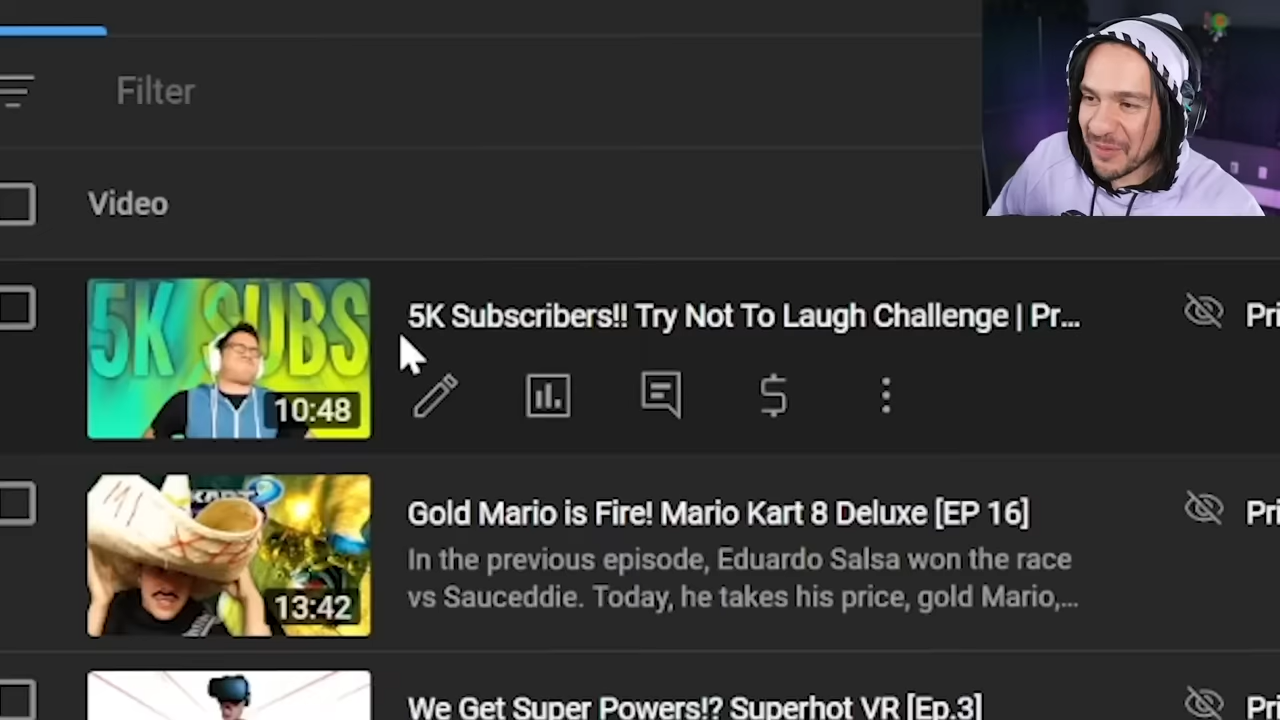 Filter
Video
5K SUBS
10:48
5K Subscribers!! Try Not To Laugh Challenge | Pr...
Pri
KART 8
13:42
Gold Mario is Fire! Mario Kart 8 Deluxe [EP 16]
In the previous episode, Eduardo Salsa won the race
vs Sauceddie. Today, he takes his price, gold Mario,...
Pri
We Get Super Powers!? Superhot VR [Ep.3]
Pri